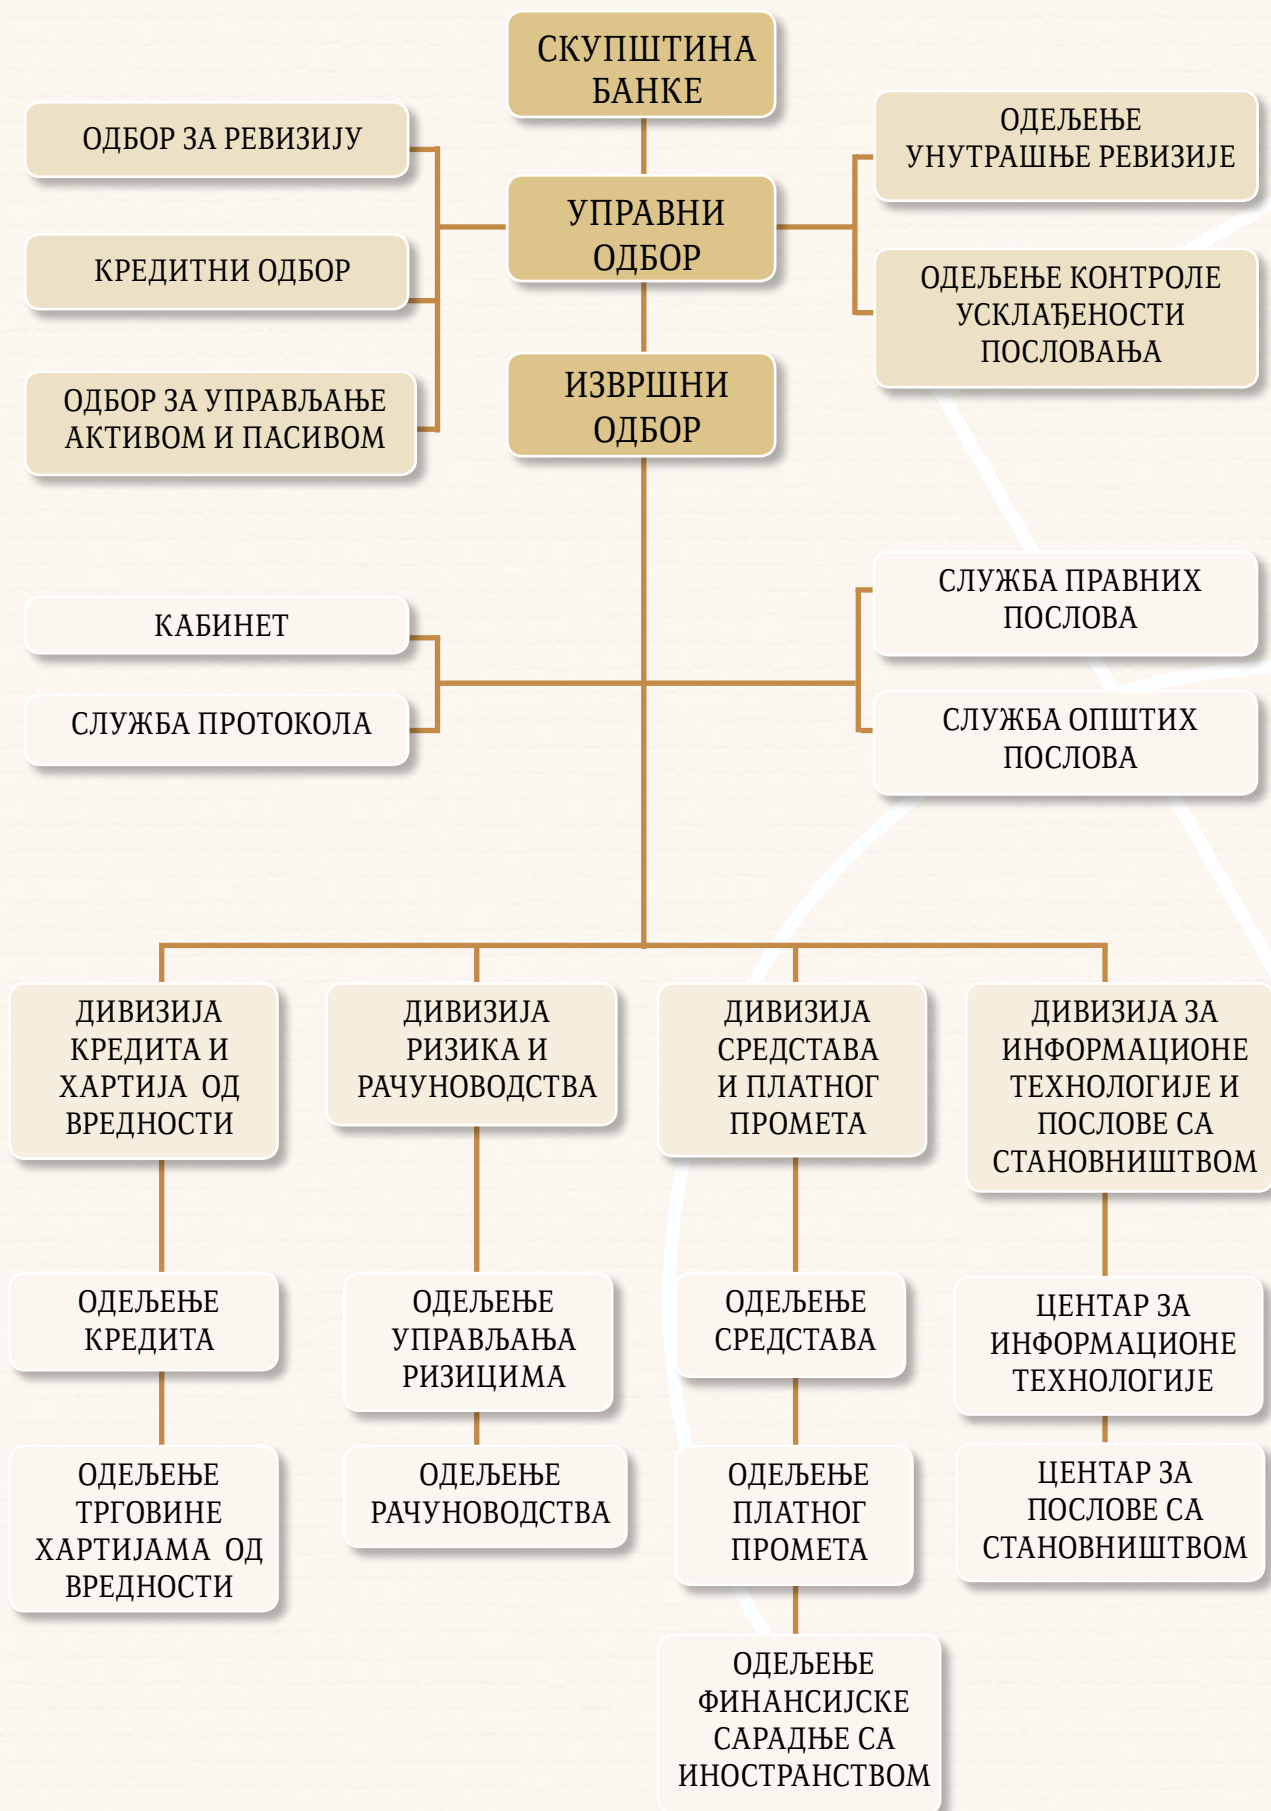 СКУПШТИНА
БАНКЕ
ОДБОР ЗА РЕВИЗИЈУ
ОДЕЉЕЊЕ
УНУТРАШЊЕ РЕВИЗИЈЕ
УПРАВНИ
ОДБОР
КРЕДИТНИ ОДБОР
ОДЕЉЕЊЕ КОНТРОЛЕ
УСКЛАЂЕНОСТИ
ПОСЛОВАЊА
ИЗВРШНИ
ОДБОР
ОДБОР ЗА УПРАВЉАЊЕ
АКТИВОМ И ПАСИВОМ
КАБИНЕТ
СЛУЖБА ПРАВНИХ
ПОСЛОВА
СЛУЖБА ПРОТОКОЛА
СЛУЖБА ОПШТИХ
ПОСЛОВА
ДИВИЗИЈА
КРЕДИТА И
ХАРТИЈА ОД
ВРЕДНОСТИ
ДИВИЗИЈА
РИЗИКА И
РАЧУНОВОДСТВА
ДИВИЗИЈА
СРЕДСТАВА
И ПЛАТНОГ
ПРОМЕТА
ДИВИЗИЈА ЗА
ИНФОРМАЦИОНЕ
ТЕХНОЛОГИЈЕ И
ПОСЛОВЕ СА
СТАНОВНИШТВОМ
ОДЕЉЕЊЕ
КРЕДИТА
ОДЕЉЕЊЕ
УПРАВЉАЊА
РИЗИЦИМА
ОДЕЉЕЊЕ
СРЕДСТАВА
ЦЕНТАР ЗА
ИНФОРМАЦИОНЕ
ТЕХНОЛОГИЈЕ
ОДЕЉЕЊЕ
ТРГОВИНЕ
ХАРТИЈАМА ОД
ВРЕДНОСТИ
ОДЕЉЕЊЕ
РАЧУНОВОДСТВА
ОДЕЉЕЊЕ
ПЛАТНОГ
ПРОМЕТА
ЦЕНТАР ЗА
ПОСЛОВЕ СА
СТАНОВНИШТВОМ
ОДЕЉЕЊЕ
ФИНАНСИЈСКЕ
САРАДЊЕ СА
ИНОСТРАНСТВОМ